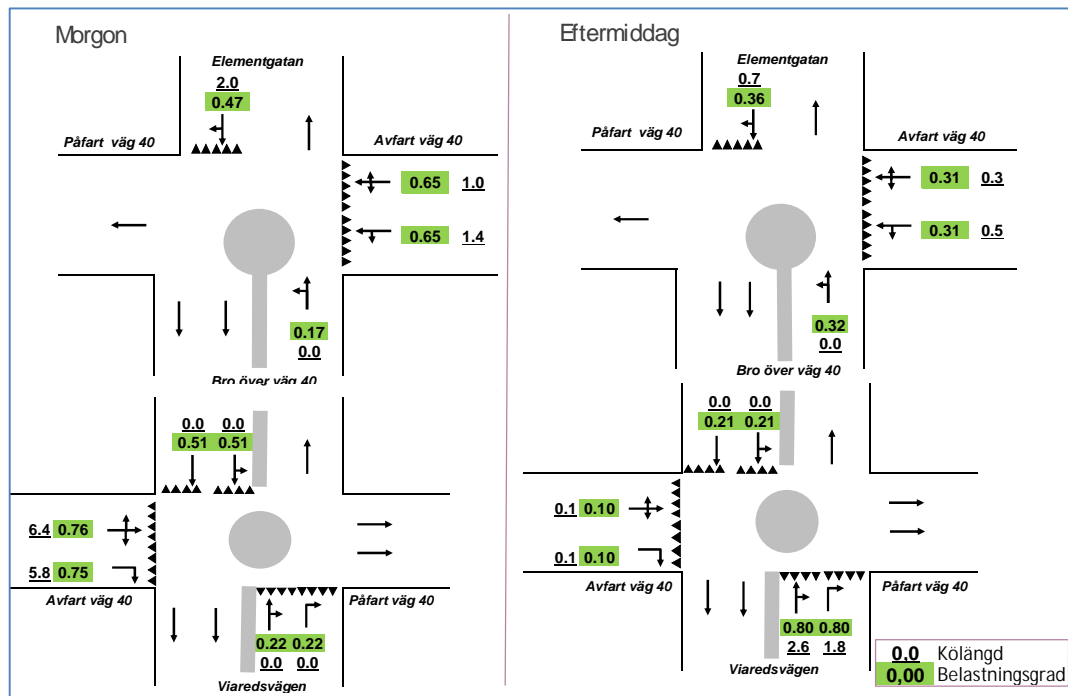 Morgon
Elementgatan
2.0
0.47
Påfart väg 40
Avfart väg 40
0.65 1.0
0.65 1.4
0.17
0.0
Bro över väg 40
0.0 0.0
0.51 0.51
6.4 0.76
5.8 0.75
Avfart väg 40
Påfart väg 40
0.22 0.22
0.0 0.0
Viaredsvägen
Eftermiddag
Elementgatan
0.7
0.36
Påfart väg 40
Avfart väg 40
0.31 0.3
0.31 0.5
0.32
0.0
Bro över väg 40
0.0 0.0
0.21 0.21
0.1 0.10
0.1 0.10
Avfart väg 40
Påfart väg 40
0.80 0.80
2.6 1.8
Viaredsvägen
0,0 Kölängd
0,00 Belastningsgrad